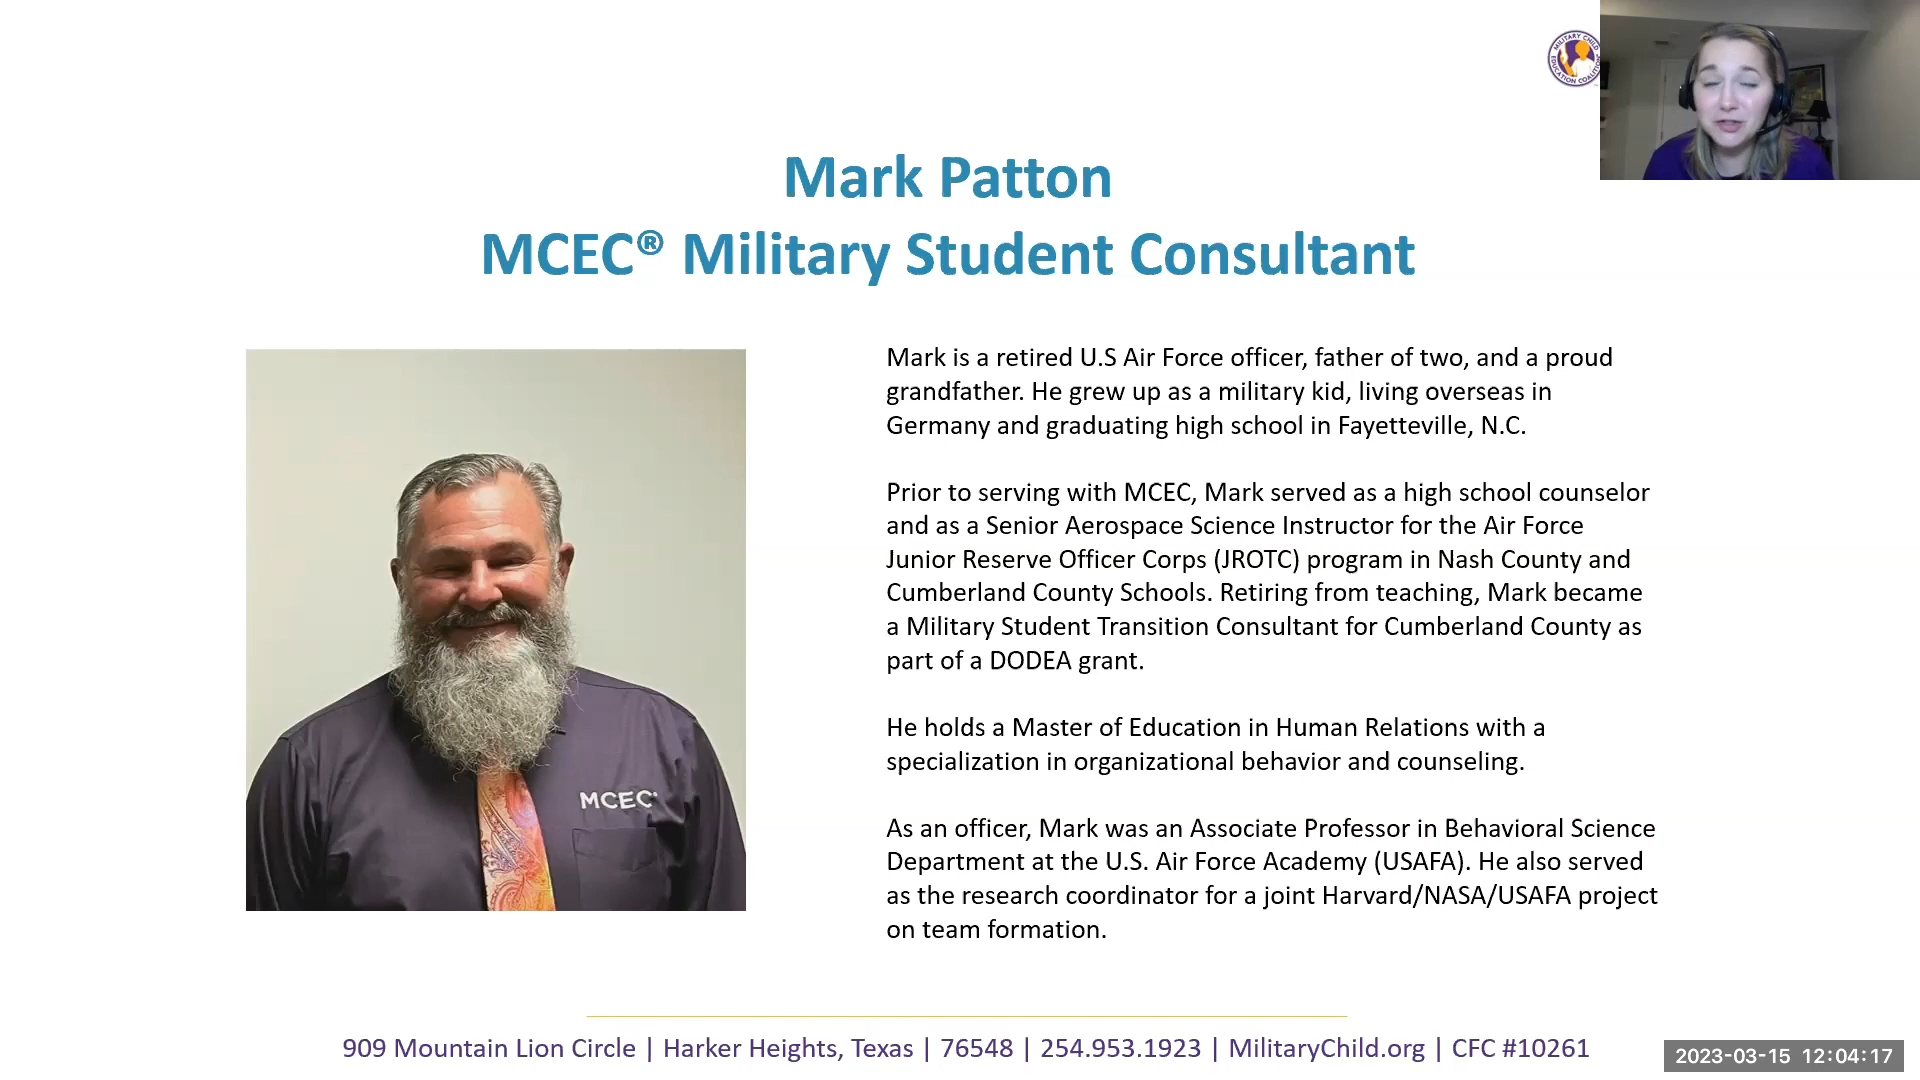 MILITARY CHILD
EDUCATION COALITION
Mark Patton
MCEC® Military Student Consultant
Mark is a retired U.S Air Force officer, father of two, and a proud
grandfather. He grew up as a military kid, living overseas in
Germany and graduating high school in Fayetteville, N.C.
Prior to serving with MCEC, Mark served as a high school counselor
and as a Senior Aerospace Science Instructor for the Air Force
Junior Reserve Officer Corps (JROTC) program in Nash County and
Cumberland County Schools. Retiring from teaching, Mark became
a Military Student Transition Consultant for Cumberland County as
part of a DODEA grant.
He holds a Master of Education in Human Relations with a
specialization in organizational behavior and counseling.
As an officer, Mark was an Associate Professor in Behavioral Science
Department at the U.S. Air Force Academy (USAFA). He also served
as the research coordinator for a joint Harvard/NASA/USAFA project
on team formation.
MCEC
909 Mountain Lion Circle | Harker Heights, Texas | 76548 | 254.953.1923 | MilitaryChild.org | CFC #10261
2023-03-15 12:04:17